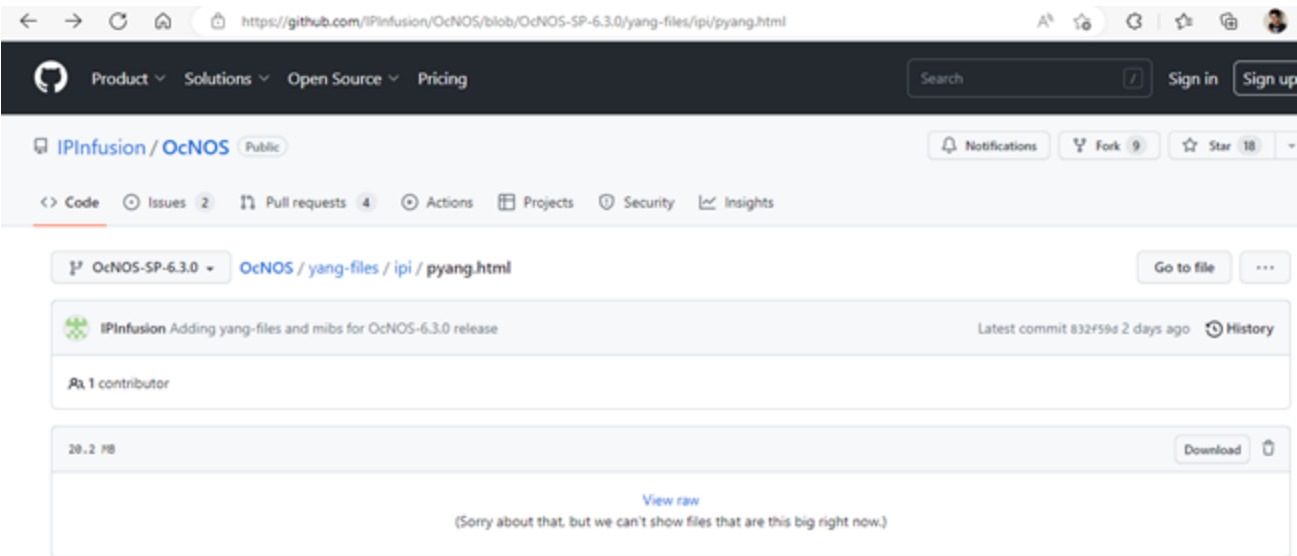 https://github.com/IPInfusion/OcNOS/blob/OcNOS-SP-6.3.0/yang-files/ipi/pyang.html
Product Solutions Open Source Pricing Search / Sign in Sign up
IPInfusion / OcNOS Public Notifications Fork 9 Star 18
<> Code Issues 2 Pull requests 4 Actions Projects Security Insights
OcNOS-SP-6.3.0 OcNOS / yang-files / ipi / pyang.html Go to file ...
IPInfusion Adding yang-files and mibs for OcNOS-6.3.0 release Latest commit 832f59d 2 days ago History
1 contributor
20.2 MB Download
View raw
(Sorry about that, but we can't show files that are this big right now.)